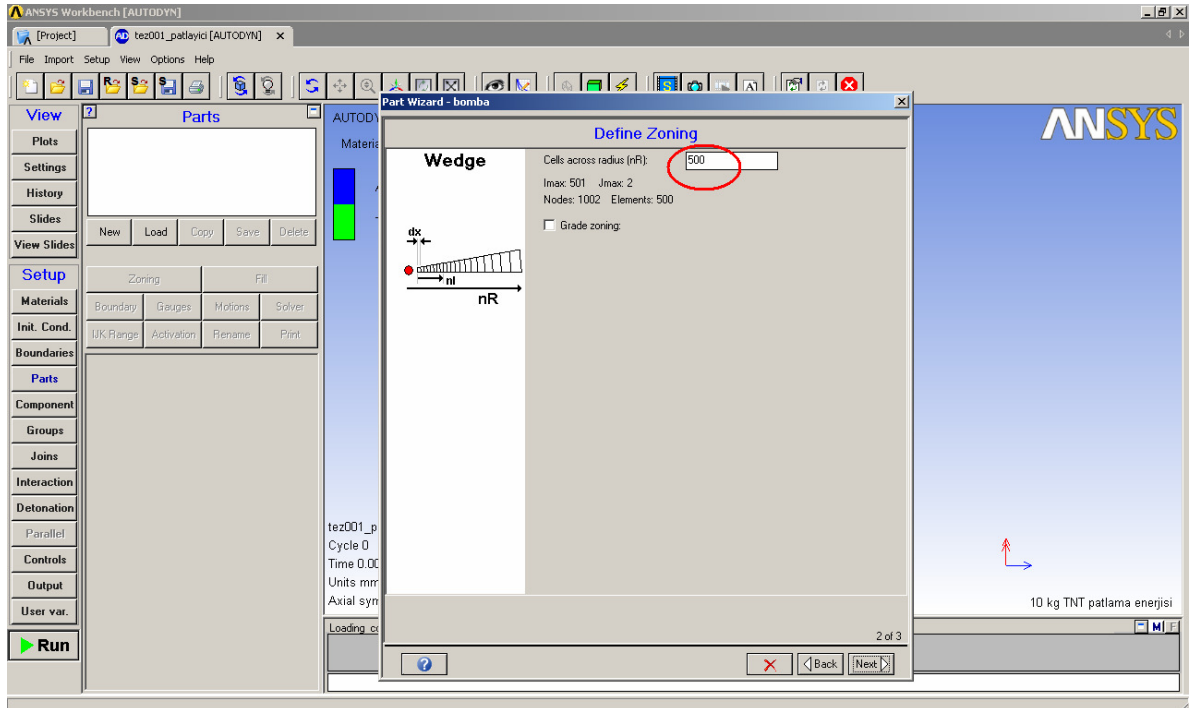 ANSYS Workbench [AUTODYN]
[Project]
AD tez001_patlayici [AUTODYN]
File Import Setup View Options Help
View
Plots
Settings
History
Slides
View Slides
Setup
Materials
Init. Cond.
Boundaries
Parts
Component
Groups
Joins
Interaction
Detonation
Parallel
Controls
Output
User var.
Run
? Parts
New Load Copy Save Delete
Zoning Fill
Boundary Gauges Motions Solver
IJK Range Activation Rename Print
AUTODY
Materia
tez001_p
Cycle 0
Time 0.00
Units mm
Axial sym
Loading co
Part Wizard - bomba
Define Zoning
Wedge
dx
nI
nR
Cells across radius (nR): 500
Imax: 501 Jmax: 2
Nodes: 1002 Elements: 500
Grade zoning:
2 of 3
? Back Next
ANSYS
10 kg TNT patlama enerjisi
M F